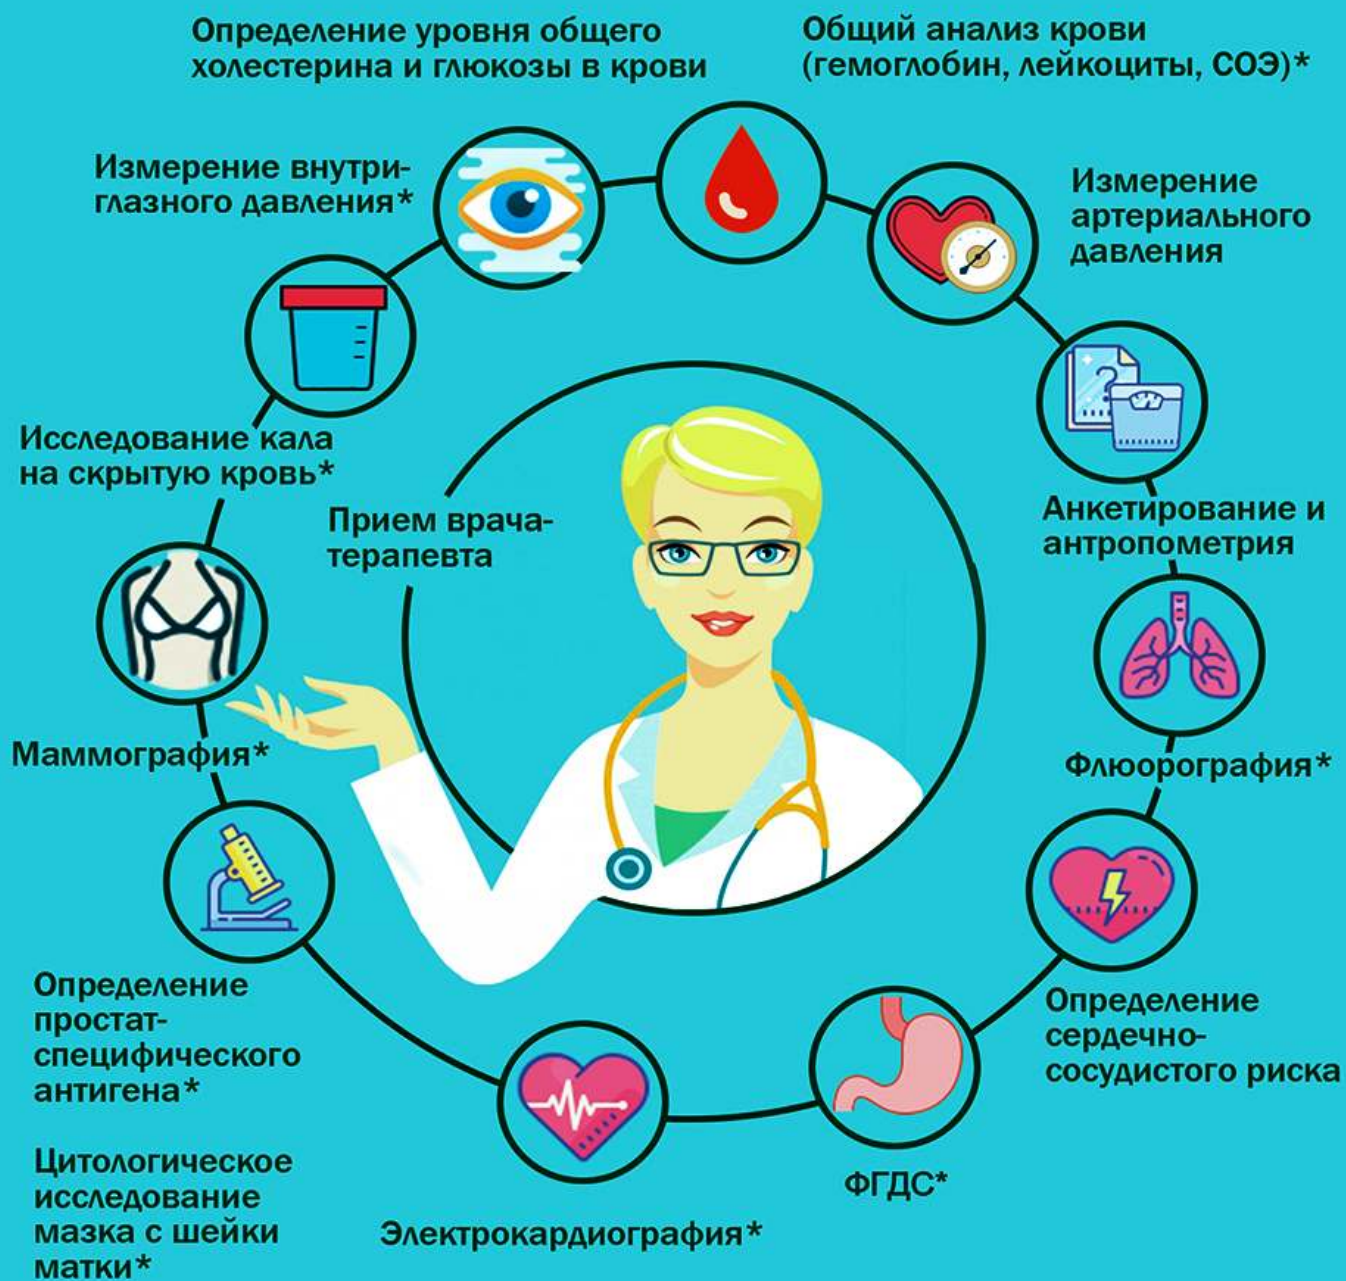 Определение уровня общего
холестерина и глюкозы в крови
Общий анализ крови
(гемоглобин, лейкоциты, СОЭ)*
Измерение внутри-
глазного давления*
Измерение
артериального
давления
Исследование кала
на скрытую кровь*
Прием врача-
терапевта
Анкетирование и
антропометрия
Маммография*
Флюорография*
Определение
простат-
специфического
антигена*
Определение
сердечно-
сосудистого риска
Цитологическое
исследование
мазка с шейки
матки*
Электрокардиография*
ФГДС*